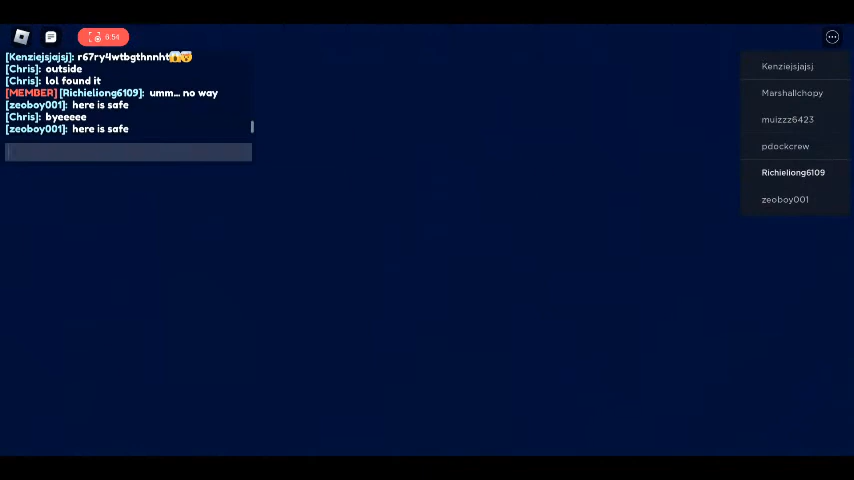 6:54
[Kenziejsjajsj]: r67ry4wtbgthnnht😱🤯
[Chris]: outside
[Chris]: lol found it
[MEMBER] [Richieliong6109]: umm... no way
[zeoboy001]: here is safe
[Chris]: byeeeee
[zeoboy001]: here is safe
Kenziejsjajsj
Marshallchopy
muizzz6423
pdockcrew
Richieliong6109
zeoboy001